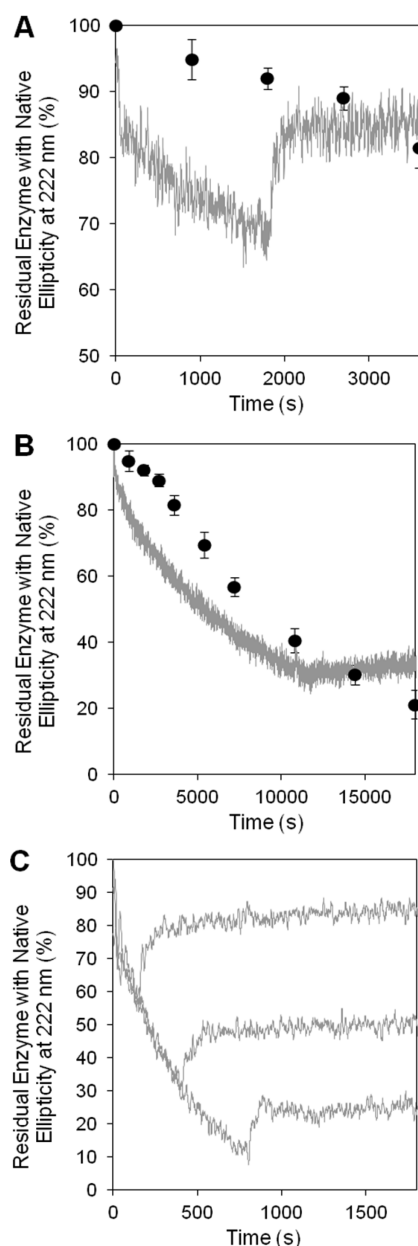 A
100
90
80
70
60
50
Residual Enzyme with Native
Ellipticity at 222 nm (%)
0
1000
2000
3000
Time (s)
B
100
80
60
40
20
0
Residual Enzyme with Native
Ellipticity at 222 nm (%)
0
5000
10000
15000
Time (s)
C
100
90
80
70
60
50
40
30
20
10
0
Residual Enzyme with Native
Ellipticity at 222 nm (%)
0
500
1000
1500
Time (s)